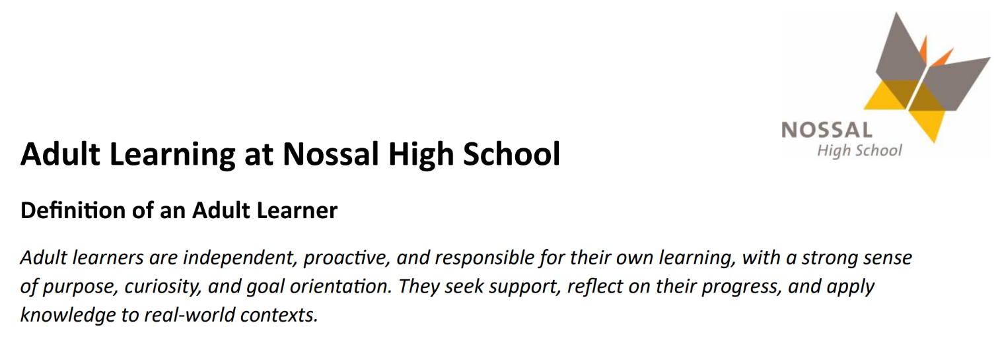 NOSSAL
High School
Adult Learning at Nossal High School
Definition of an Adult Learner
Adult learners are independent, proactive, and responsible for their own learning, with a strong sense
of purpose, curiosity, and goal orientation. They seek support, reflect on their progress, and apply
knowledge to real-world contexts.